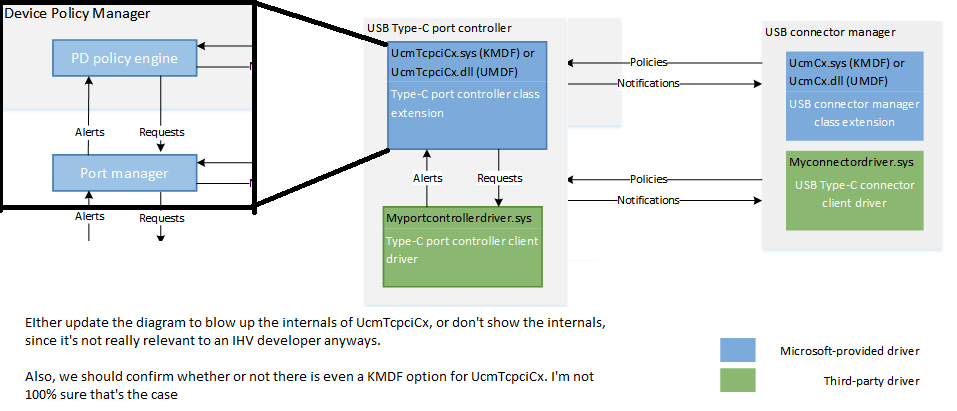 Device Policy Manager
PD policy engine
Alerts
Requests
Port manager
Alerts
Requests
USB Type-C port controller
UcmTcpciCx.sys (KMDF) or
UcmTcpciCx.dll (UMDF)
Type-C port controller class
extension
Alerts
Requests
Myportcontrollerdriver.sys
Type-C port controller client
driver
Policies
Notifications
Policies
Notifications
USB connector manager
UcmCx.sys (KMDF) or
UcmCx.dll (UMDF)
USB connector manager
class extension
Myconnectordriver.sys
USB Type-C connector
client driver
EIther update the diagram to blow up the internals of UcmTcpciCx, or don't show the internals,
since it's not really relevant to an IHV developer anyways.
Also, we should confirm whether or not there is even a KMDF option for UcmTcpciCx. I'm not
100% sure that's the case
Microsoft-provided driver
Third-party driver